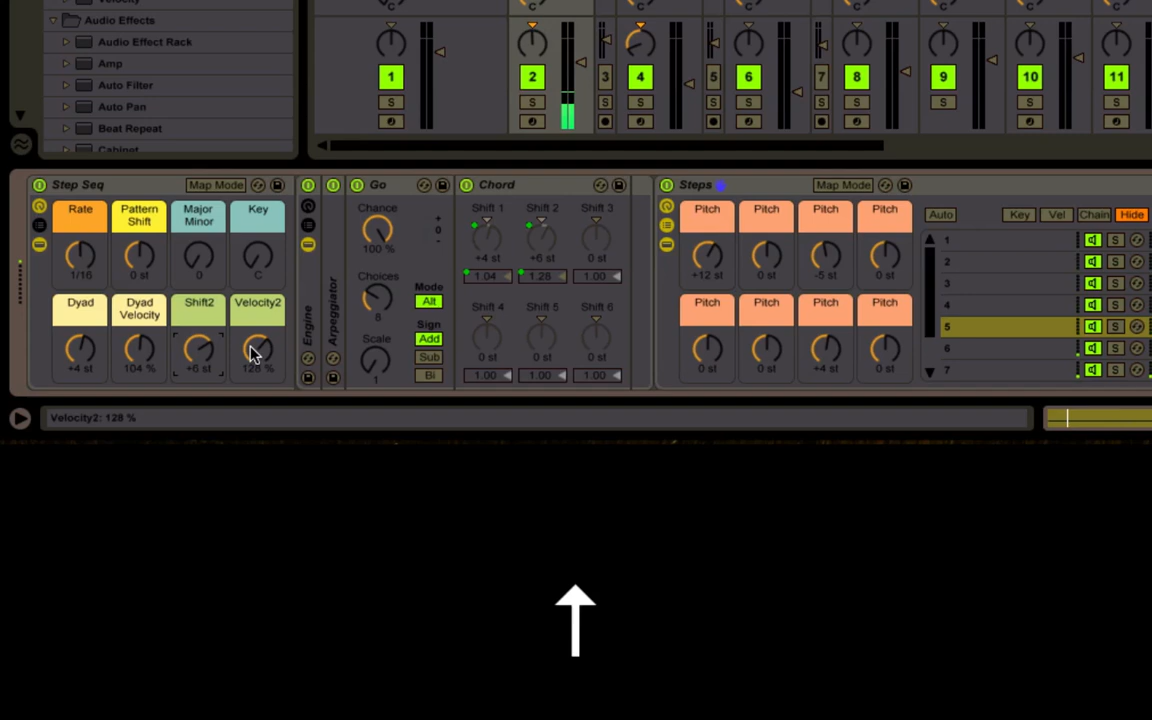 Velocity
C C C C C C C
Audio Effects
Audio Effect Rack
Amp
Auto Filter
Auto Pan
Beat Repeat
Cabinet
1 2 3 4 5 6 7 8 9 10 11
S S S S S S S S
Step Seq Map Mode Go Chord Steps Map Mode
Rate Pattern Shift Major Minor Key
1/16 0 st 0 C
Dyad Dyad Velocity Shift2 Velocity2
+4 st 104 % +6 st 128 %
Engine
Arpeggiator
Chance
100 %
+
0
-
Choices
8
Mode
Alt
Sign
Add
Sub
Bi
Scale
1
Shift 1 Shift 2 Shift 3
+4 st +6 st 0 st
1.04 1.28 1.00
Shift 4 Shift 5 Shift 6
0 st 0 st 0 st
1.00 1.00 1.00
Pitch Pitch Pitch Pitch
+12 st 0 st -5 st 0 st
Pitch Pitch Pitch Pitch
0 st 0 st +4 st 0 st
Auto Key Vel Chain Hide
1 S
2 S
3 S
4 S
5 S
6 S
7 S
Velocity2: 128 %